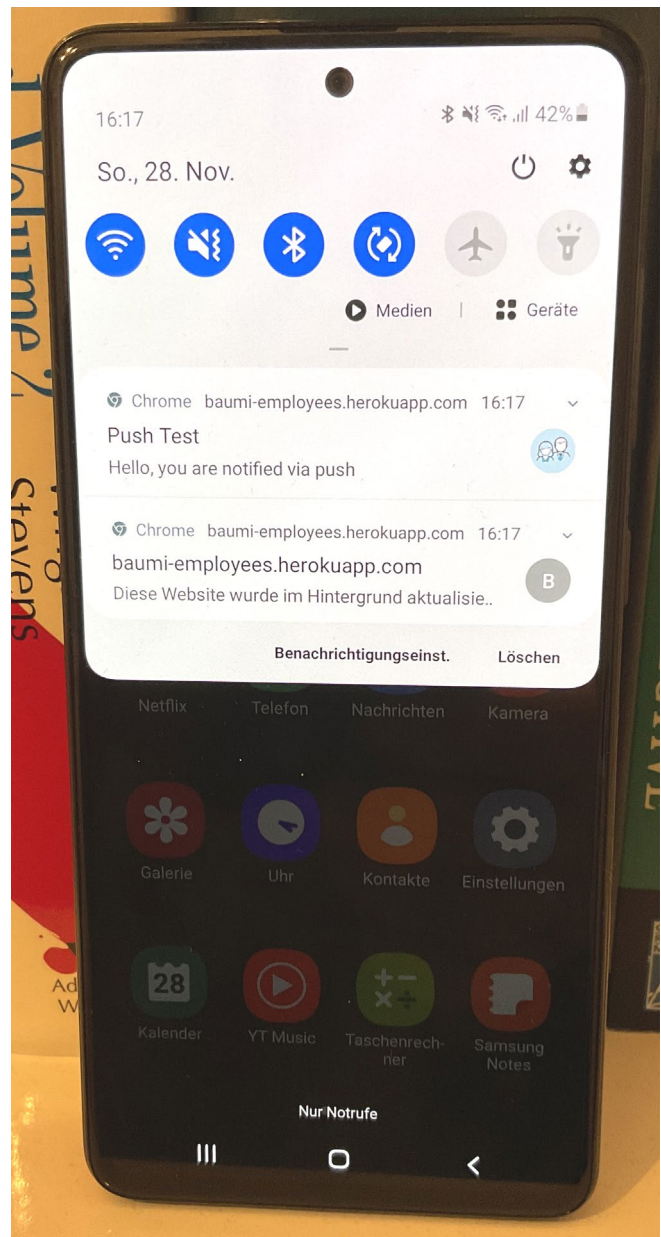 16:17 42%
So., 28. Nov.
Medien | Geräte
Chrome baumi-employees.herokuapp.com 16:17
Push Test
Hello, you are notified via push
Chrome baumi-employees.herokuapp.com 16:17
baumi-employees.herokuapp.com
B
Diese Website wurde im Hintergrund aktualisie..
Benachrichtigungseinst. Löschen
Netflix Telefon Nachrichten Kamera
Galerie Uhr Kontakte Einstellungen
28
Kalender YT Music Taschenrech-
ner Samsung
Notes
Nur Notrufe
Volume 2
Stevens
Ad
W